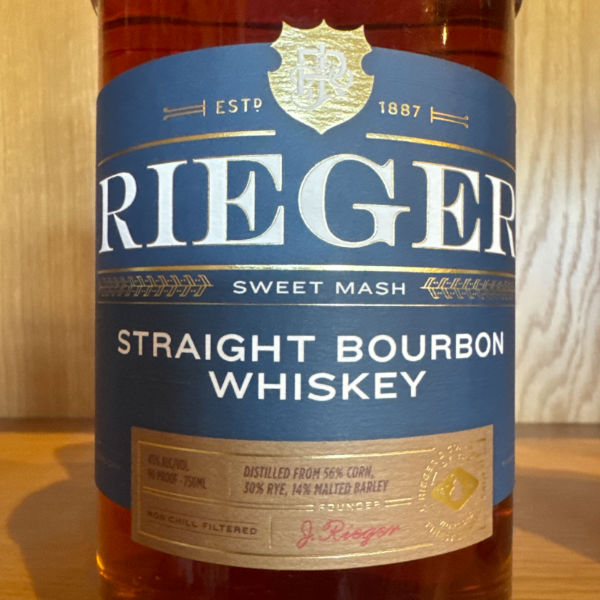 ESTD 1887
RIEGER
SWEET MASH
STRAIGHT BOURBON
WHISKEY
45% ALC/VOL
90 PROOF - 750ML
DISTILLED FROM 56% CORN,
30% RYE, 14% MALTED BARLEY
FOUNDER
NON CHILL FILTERED
J. Rieger